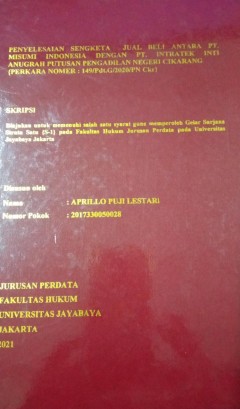 PENYELESAIAN SENGKETA JUAL BELI ANTARA PT.
MISUMI INDONESIA DENGAN PT. INTRATEK INTI
ANUGRAH PUTUSAN PENGADILAN NEGERI CIKARANG
(PERKARA NOMOR : 149/Pdt.G/2020/PN Ckr)
SKRIPSI
Diajukan untuk memenuhi salah satu syarat guna memperoleh Gelar Sarjana
Strata Satu (S-1) pada Fakultas Hukum Jurusan Perdata pada Universitas
Jayabaya Jakarta
Disusun oleh
Nama : APRILLO PUJI LESTARI
Nomor Pokok : 2017330050028
JURUSAN PERDATA
FAKULTAS HUKUM
UNIVERSITAS JAYABAYA
JAKARTA
2021